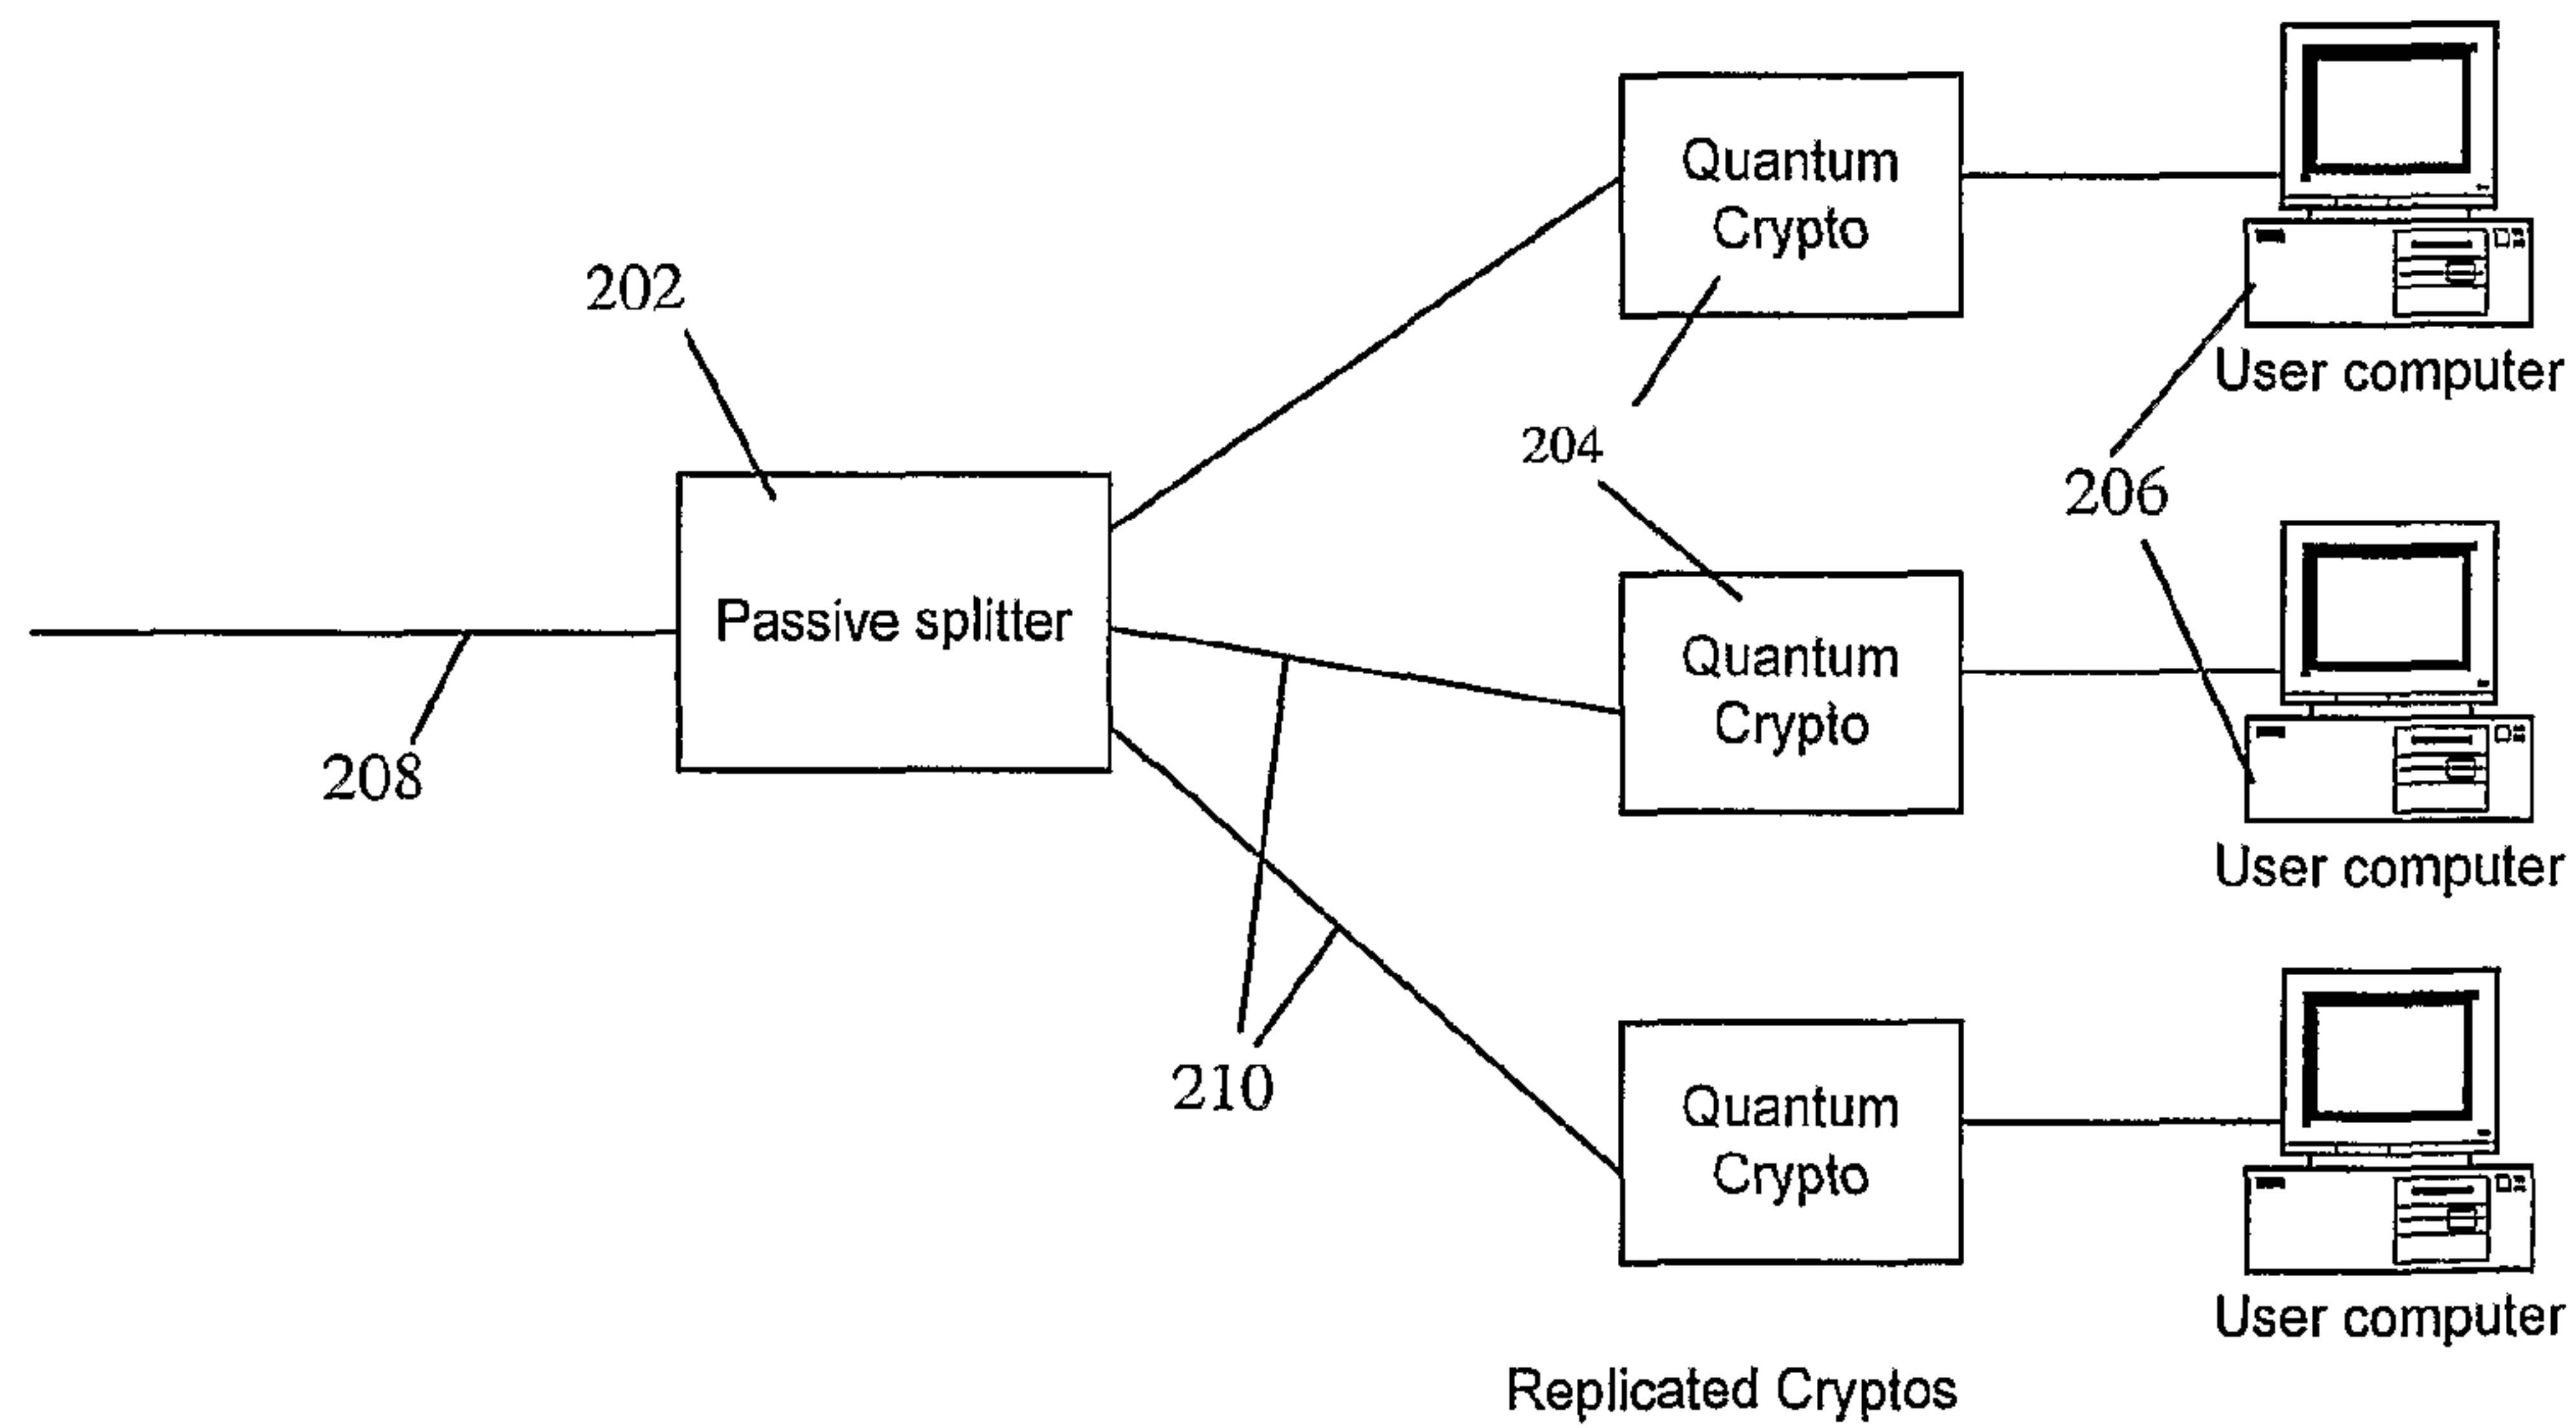 Quantum
Crypto
202
User computer
204
206
Passive splitter
Quantum
Crypto
208
User computer
210
Quantum
Crypto
User computer
Replicated Cryptos